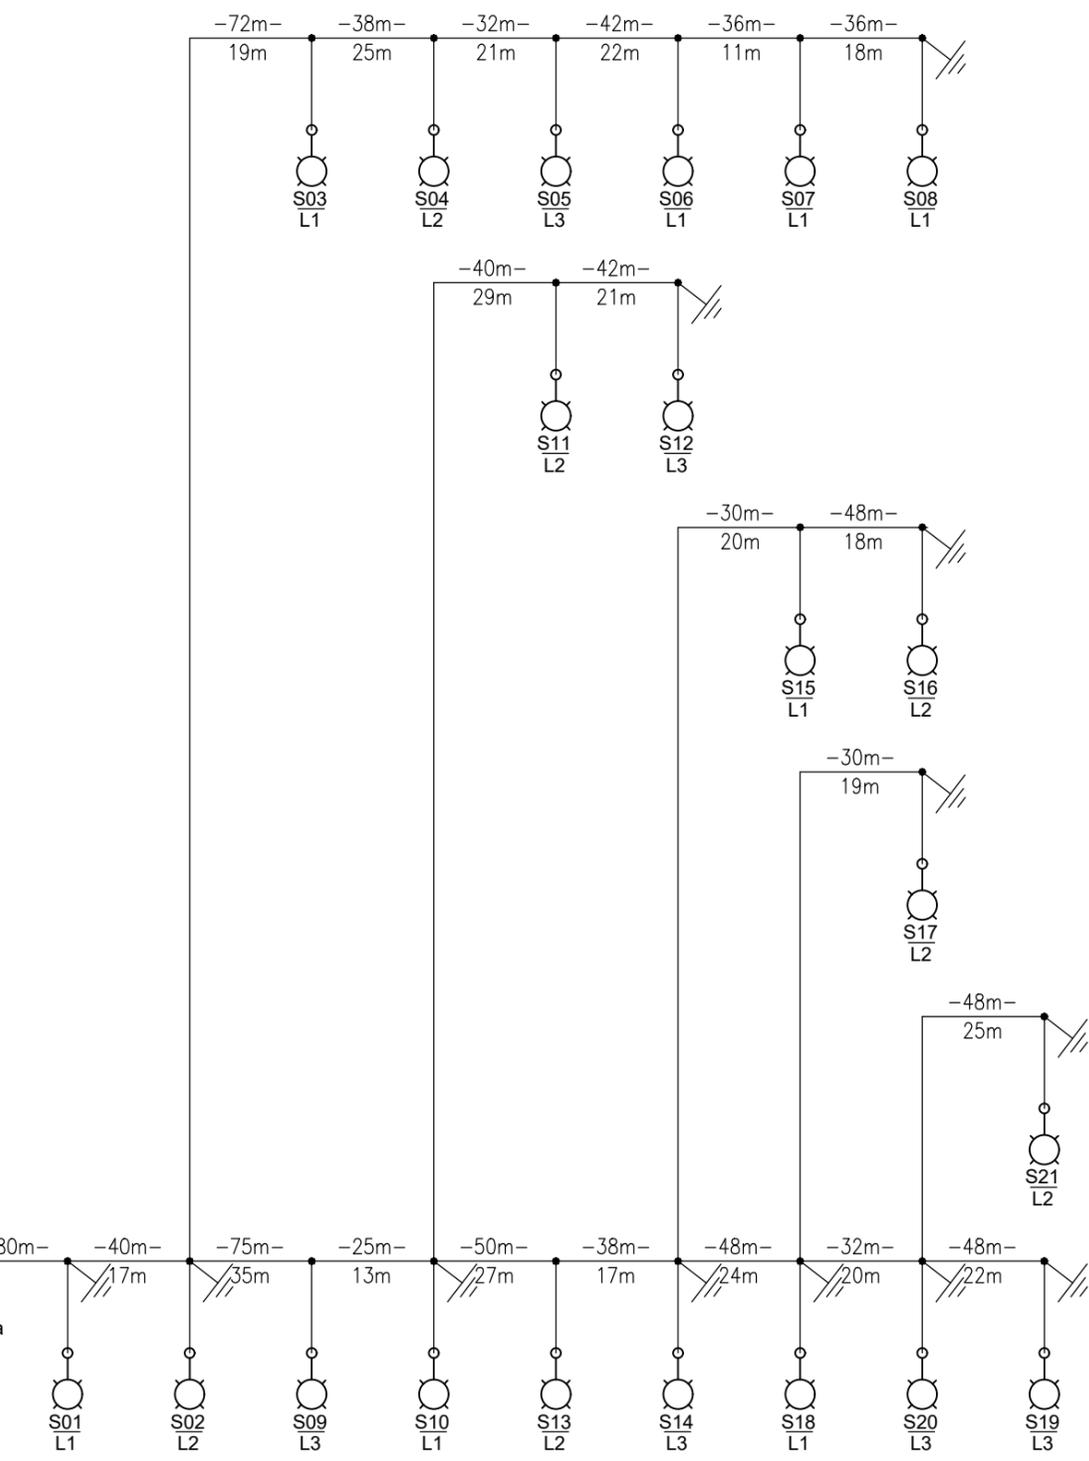 -72m- -38m- -32m- -42m- -36m- -36m-
19m 25m 21m 22m 11m 18m
S03 S04 S05 S06 S07 S08
L1 L2 L3 L1 L1 L1
-40m- -42m-
29m 21m
S11 S12
L2 L3
-30m- -48m-
20m 18m
S15 S16
L1 L2
-30m-
19m
S17
L2
-48m-
25m
S21
L2
80m- -40m- -75m- -25m- -50m- -38m- -48m- -32m- -48m-
17m 35m 13m 27m 17m 24m 20m 22m
a
S01 S02 S09 S10 S13 S14 S18 S20 S19
L1 L2 L3 L1 L2 L3 L1 L3 L3